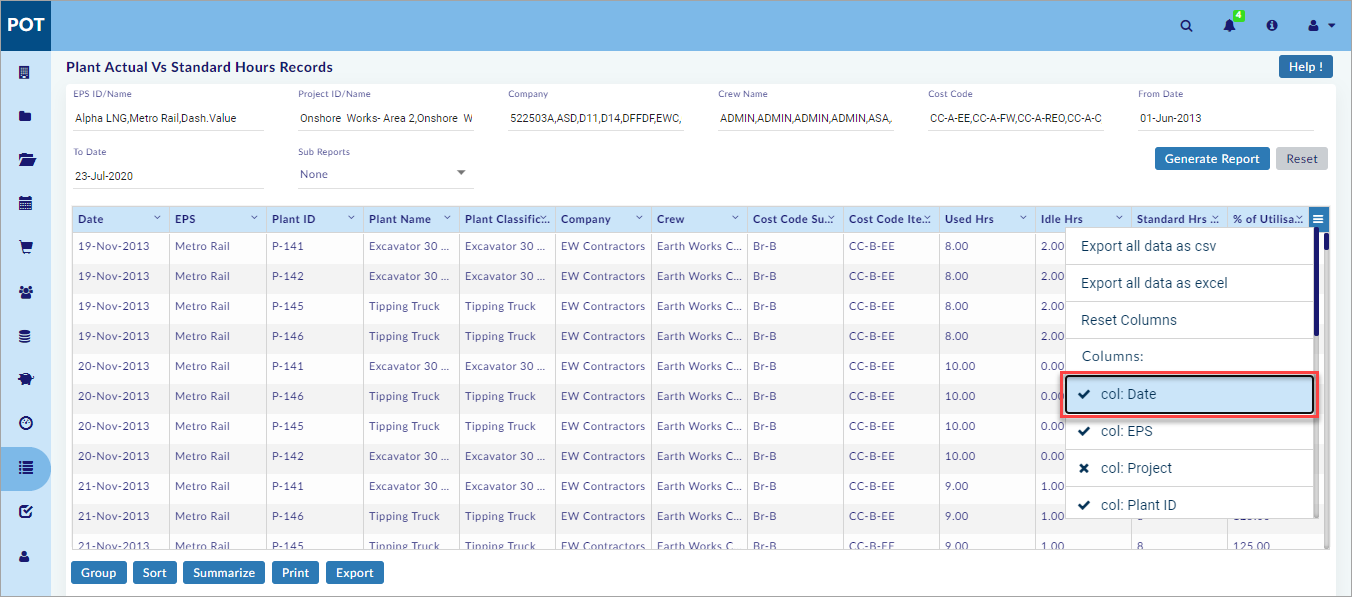 POT
4
Plant Actual Vs Standard Hours Records
Help !
EPS ID/Name Project ID/Name Company Crew Name Cost Code From Date
Alpha LNG,Metro Rail,Dash.Value Onshore Works- Area 2,Onshore W 522503A,ASD,D11,D14,DFFDF,EWC, ADMIN,ADMIN,ADMIN,ADMIN,ASA, CC-A-EE,CC-A-FW,CC-A-REO,CC-A-C 01-Jun-2013
To Date Sub Reports
23-Jul-2020 None Generate Report Reset
Date EPS Plant ID Plant Name Plant Classific... Company Crew Cost Code Su... Cost Code Ite... Used Hrs Idle Hrs Standard Hrs ... % of Utilisa...
19-Nov-2013 Metro Rail P-141 Excavator 30 ... Excavator 30 ... EW Contractors Earth Works C... Br-B CC-B-EE 8.00 2.00
19-Nov-2013 Metro Rail P-142 Excavator 30 ... Excavator 30 ... EW Contractors Earth Works C... Br-B CC-B-EE 8.00 2.00
19-Nov-2013 Metro Rail P-145 Tipping Truck Tipping Truck EW Contractors Earth Works C... Br-B CC-B-EE 8.00 2.00
19-Nov-2013 Metro Rail P-146 Tipping Truck Tipping Truck EW Contractors Earth Works C... Br-B CC-B-EE 8.00 2.00
20-Nov-2013 Metro Rail P-141 Excavator 30 ... Excavator 30 ... EW Contractors Earth Works C... Br-B CC-B-EE 10.00 0.00
20-Nov-2013 Metro Rail P-146 Tipping Truck Tipping Truck EW Contractors Earth Works C... Br-B CC-B-EE 10.00 0.00
20-Nov-2013 Metro Rail P-145 Tipping Truck Tipping Truck EW Contractors Earth Works C... Br-B CC-B-EE 10.00 0.00
20-Nov-2013 Metro Rail P-142 Excavator 30 ... Excavator 30 ... EW Contractors Earth Works C... Br-B CC-B-EE 10.00 0.00
21-Nov-2013 Metro Rail P-141 Excavator 30 ... Excavator 30 ... EW Contractors Earth Works C... Br-B CC-B-EE 9.00 1.00
21-Nov-2013 Metro Rail P-146 Tipping Truck Tipping Truck EW Contractors Earth Works C... Br-B CC-B-EE 9.00 1.00
21-Nov-2013 Metro Rail P-145 Tipping Truck Tipping Truck EW Contractors Earth Works C... Br-B CC-B-EE 9.00 1.00 8 125.00
Export all data as csv
Export all data as excel
Reset Columns
Columns:
col: Date
col: EPS
col: Project
col: Plant ID
Group Sort Summarize Print Export